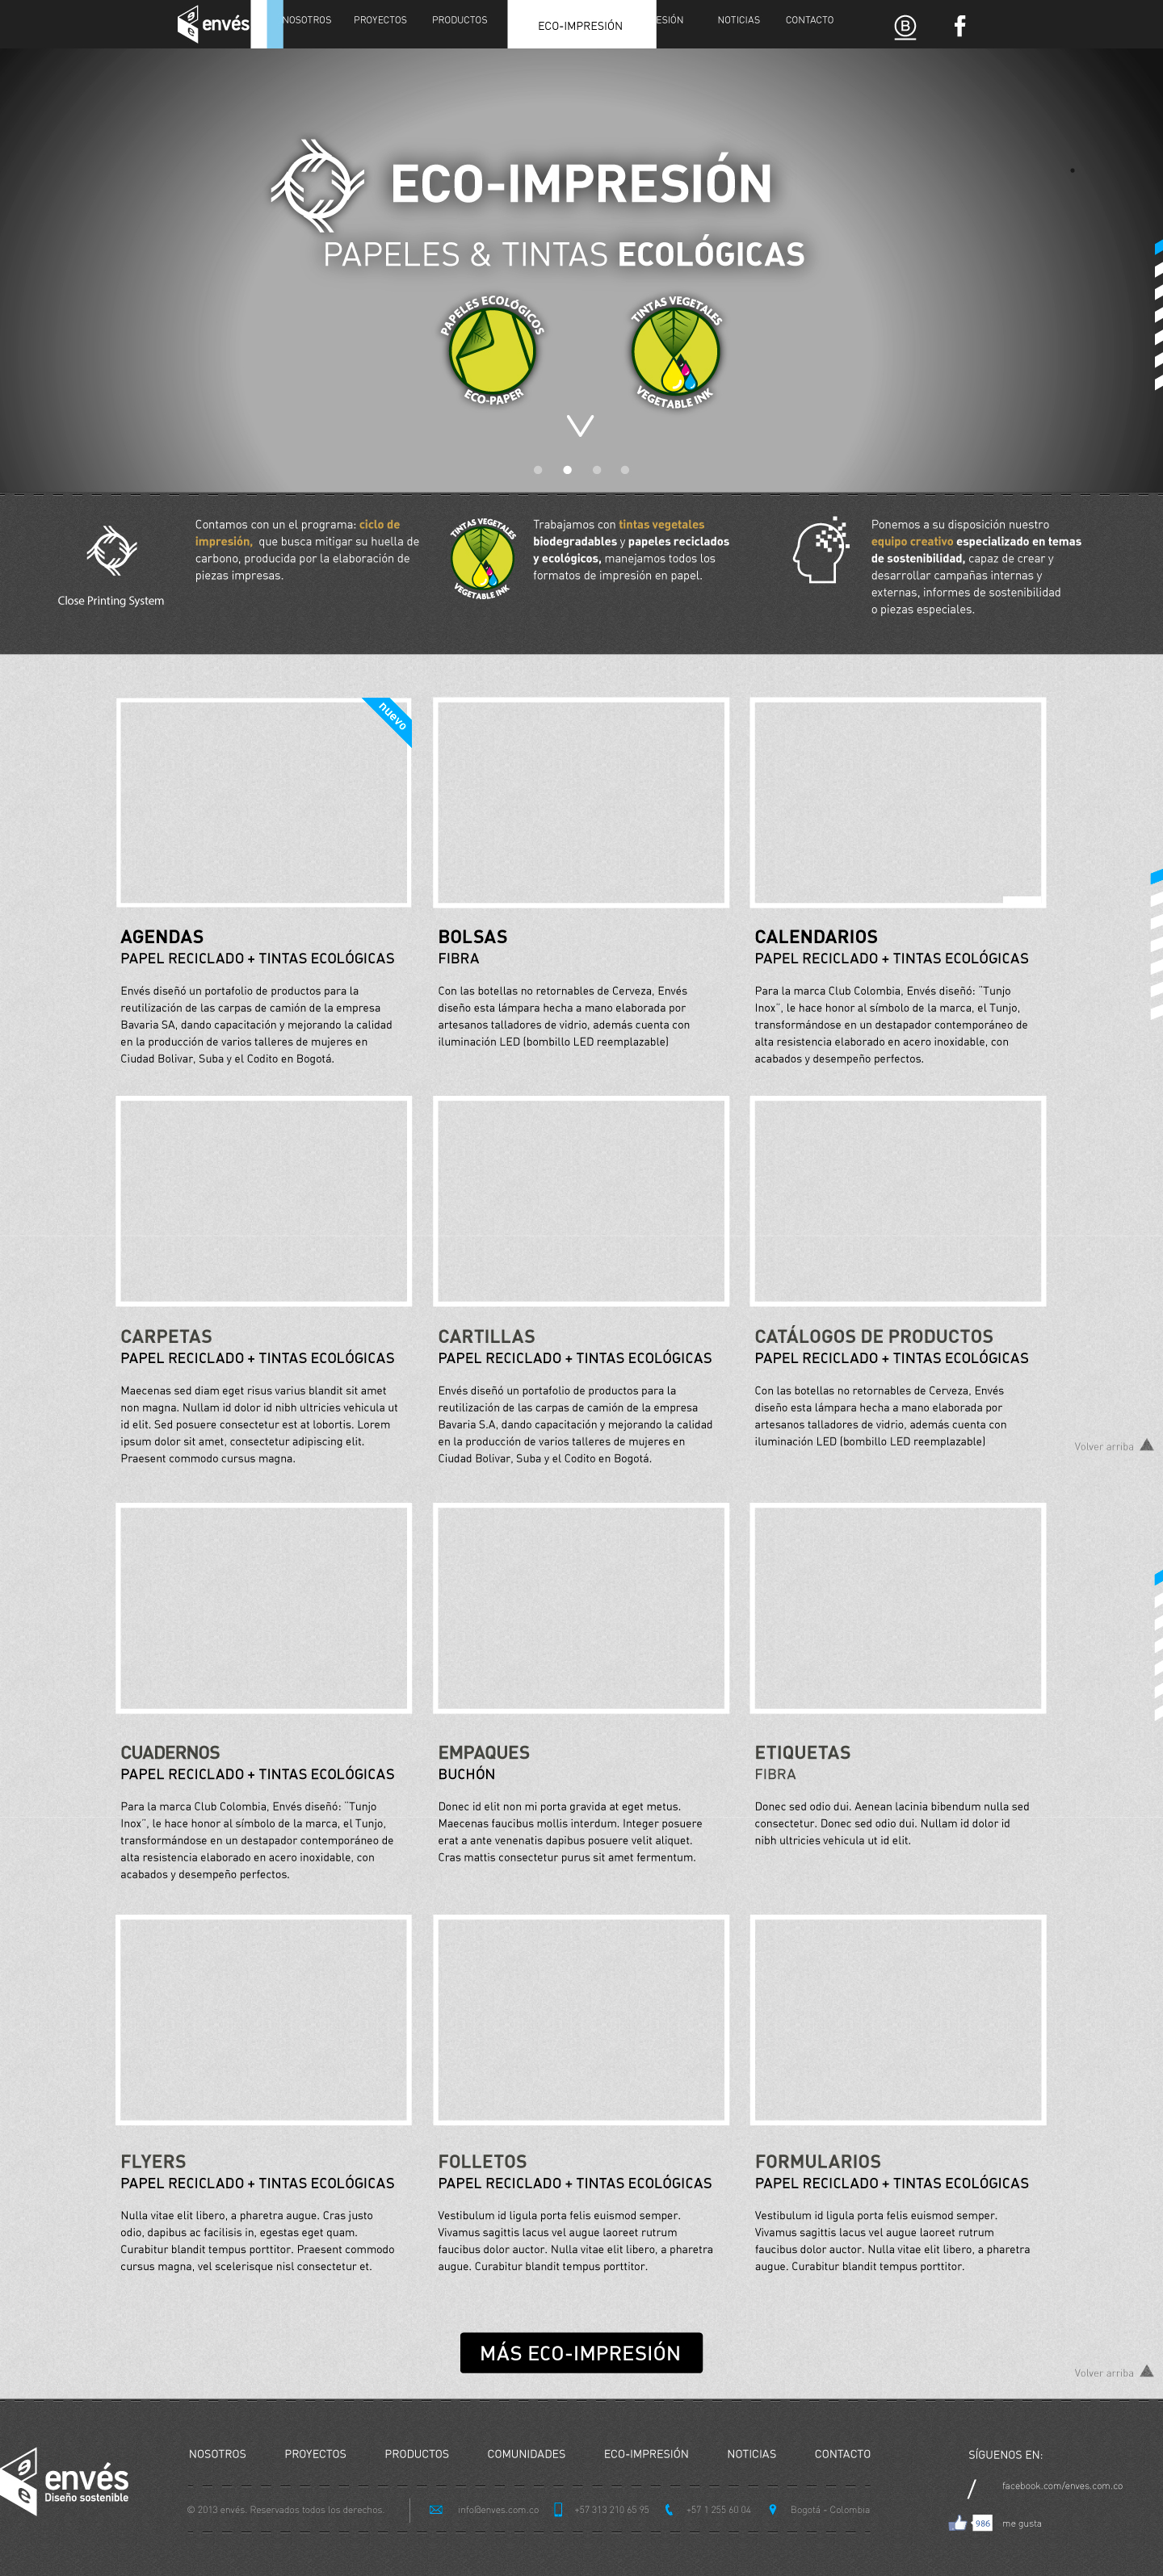 envés
NOSOTROS
PROYECTOS
PRODUCTOS
ECO-IMPRESIÓN
ESIÓN
NOTICIAS
CONTACTO
B
ECO-IMPRESIÓN
PAPELES & TINTAS ECOLÓGICAS
PAPELES ECOLÓGICOS
ECO-PAPER
TINTAS VEGETALES
VEGETABLE INK
Close Printing System
Contamos con un el programa: ciclo de
impresión, que busca mitigar su huella de
carbono, producida por la elaboración de
piezas impresas.
TINTAS VEGETALES
VEGETABLE INK
Trabajamos con tintas vegetales
biodegradables y papeles reciclados
y ecológicos, manejamos todos los
formatos de impresión en papel.
Ponemos a su disposición nuestro
equipo creativo especializado en temas
de sostenibilidad, capaz de crear y
desarrollar campañas internas y
externas, informes de sostenibilidad
o piezas especiales.
nuevo
AGENDAS
PAPEL RECICLADO + TINTAS ECOLÓGICAS
Envés diseñó un portafolio de productos para la
reutilización de las carpas de camión de la empresa
Bavaria SA, dando capacitación y mejorando la calidad
en la producción de varios talleres de mujeres en
Ciudad Bolivar, Suba y el Codito en Bogotá.
BOLSAS
FIBRA
Con las botellas no retornables de Cerveza, Envés
diseño esta lámpara hecha a mano elaborada por
artesanos talladores de vidrio, además cuenta con
iluminación LED (bombillo LED reemplazable)
CALENDARIOS
PAPEL RECICLADO + TINTAS ECOLÓGICAS
Para la marca Club Colombia, Envés diseñó: "Tunjo
Inox", le hace honor al símbolo de la marca, el Tunjo,
transformándose en un destapador contemporáneo de
alta resistencia elaborado en acero inoxidable, con
acabados y desempeño perfectos.
CARPETAS
PAPEL RECICLADO + TINTAS ECOLÓGICAS
Maecenas sed diam eget risus varius blandit sit amet
non magna. Nullam id dolor id nibh ultricies vehicula ut
id elit. Sed posuere consectetur est at lobortis. Lorem
ipsum dolor sit amet, consectetur adipiscing elit.
Praesent commodo cursus magna.
CARTILLAS
PAPEL RECICLADO + TINTAS ECOLÓGICAS
Envés diseñó un portafolio de productos para la
reutilización de las carpas de camión de la empresa
Bavaria S.A, dando capacitación y mejorando la calidad
en la producción de varios talleres de mujeres en
Ciudad Bolivar, Suba y el Codito en Bogotá.
CATÁLOGOS DE PRODUCTOS
PAPEL RECICLADO + TINTAS ECOLÓGICAS
Con las botellas no retornables de Cerveza, Envés
diseño esta lámpara hecha a mano elaborada por
artesanos talladores de vidrio, además cuenta con
iluminación LED (bombillo LED reemplazable)
Volver arriba
CUADERNOS
PAPEL RECICLADO + TINTAS ECOLÓGICAS
Para la marca Club Colombia, Envés diseñó: "Tunjo
Inox", le hace honor al símbolo de la marca, el Tunjo,
transformándose en un destapador contemporáneo de
alta resistencia elaborado en acero inoxidable, con
acabados y desempeño perfectos.
EMPAQUES
BUCHÓN
Donec id elit non mi porta gravida at eget metus.
Maecenas faucibus mollis interdum. Integer posuere
erat a ante venenatis dapibus posuere velit aliquet.
Cras mattis consectetur purus sit amet fermentum.
ETIQUETAS
FIBRA
Donec sed odio dui. Aenean lacinia bibendum nulla sed
consectetur. Donec sed odio dui. Nullam id dolor id
nibh ultricies vehicula ut id elit.
FLYERS
PAPEL RECICLADO + TINTAS ECOLÓGICAS
Nulla vitae elit libero, a pharetra augue. Cras justo
odio, dapibus ac facilisis in, egestas eget quam.
Curabitur blandit tempus porttitor. Praesent commodo
cursus magna, vel scelerisque nisl consectetur et.
FOLLETOS
PAPEL RECICLADO + TINTAS ECOLÓGICAS
Vestibulum id ligula porta felis euismod semper.
Vivamus sagittis lacus vel augue laoreet rutrum
faucibus dolor auctor. Nulla vitae elit libero, a pharetra
augue. Curabitur blandit tempus porttitor.
FORMULARIOS
PAPEL RECICLADO + TINTAS ECOLÓGICAS
Vestibulum id ligula porta felis euismod semper.
Vivamus sagittis lacus vel augue laoreet rutrum
faucibus dolor auctor. Nulla vitae elit libero, a pharetra
augue. Curabitur blandit tempus porttitor.
MÁS ECO-IMPRESIÓN
Volver arriba
envés
Diseño sostenible
NOSOTROS
PROYECTOS
PRODUCTOS
COMUNIDADES
ECO-IMPRESIÓN
NOTICIAS
CONTACTO
© 2013 envés. Reservados todos los derechos.
info@enves.com.co
+57 313 210 65 95
+57 1 255 60 04
Bogotá - Colombia
SÍGUENOS EN:
facebook.com/enves.com.co
986
me gusta